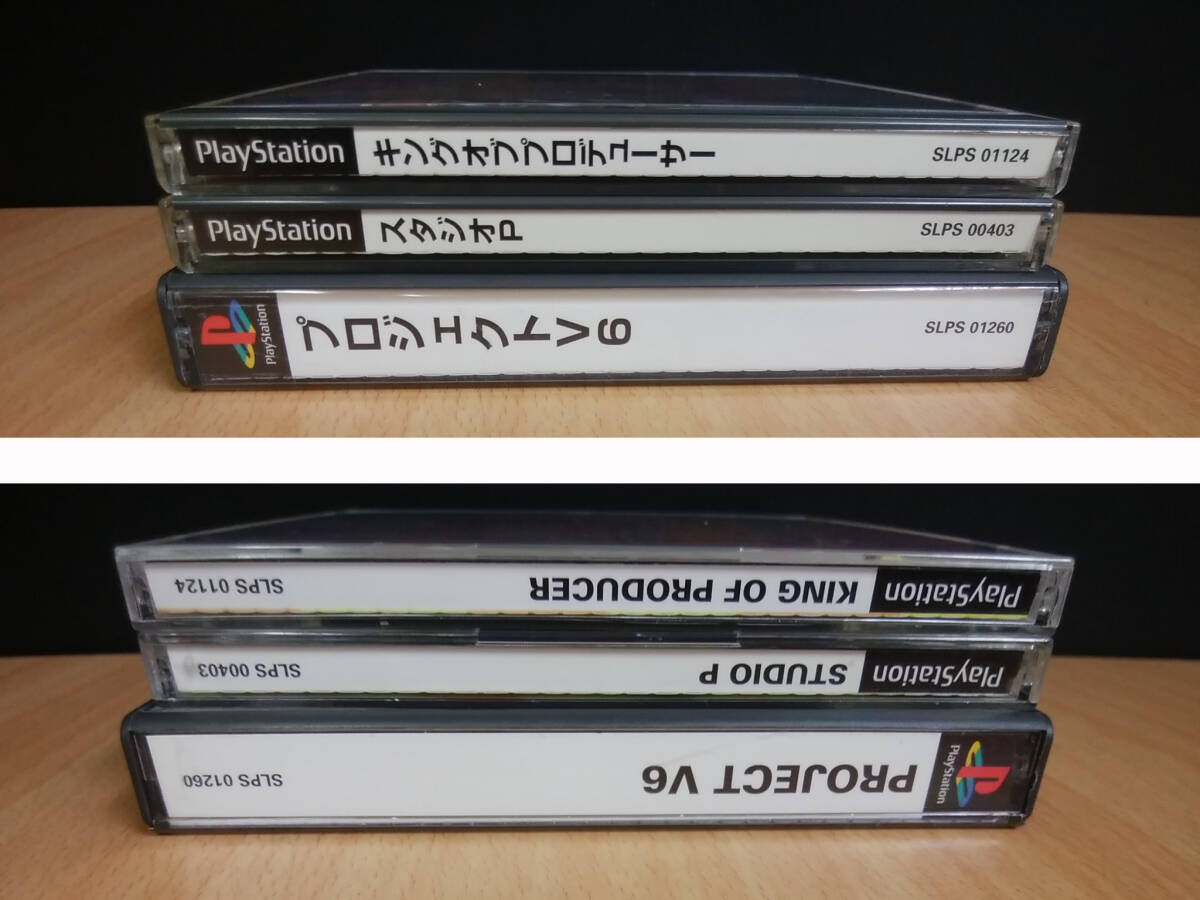 PlayStation キングオブプロデューサー SLPS 01124
PlayStation スタジオP SLPS 00403
PlayStation プロジェクトV6 SLPS 01260
PlayStation KING OF PRODUCER SLPS 01124
PlayStation STUDIO P SLPS 00403
PlayStation PROJECT V6 SLPS 01260